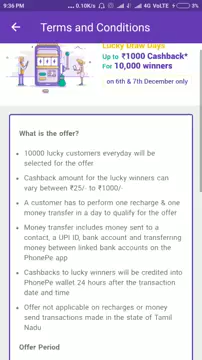 9:36 PM ... 0.10K/s 4G VoLTE 8%
Terms and Conditions
Lucky Draw Days
Up to ₹1000 Cashback*
For 10,000 winners
on 6th & 7th December only
What is the offer?
• 10000 lucky customers everyday will be
selected for the offer
• Cashback amount for the lucky winners can
vary between ₹25/- to ₹1000/-
• A customer has to perform one recharge & one
money transfer in a day to qualify for the offer
• Money transfer includes money sent to a
contact, a UPI ID, bank account and transferring
money between linked bank accounts on the
PhonePe app
• Cashbacks to lucky winners will be credited into
PhonePe wallet 24 hours after the transaction
date and time
• Offer not applicable on recharges or money
send transactions made in the state of Tamil
Nadu
Offer Period